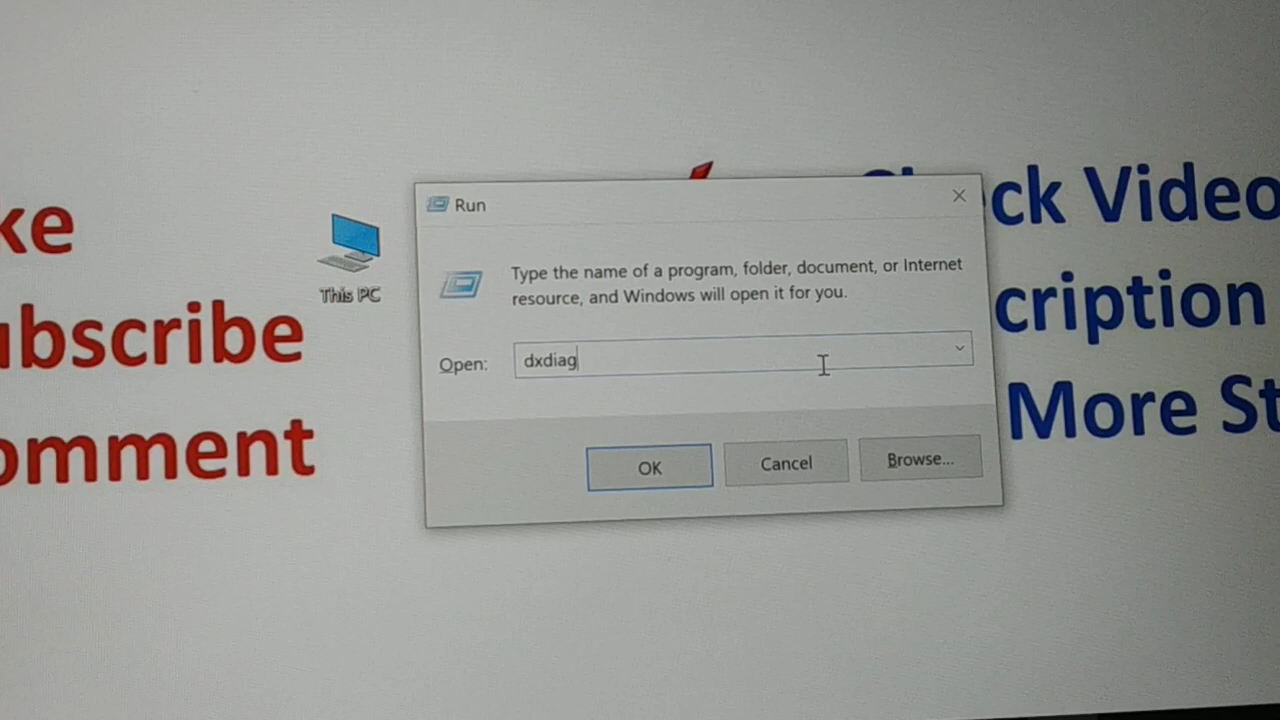 Run
Type the name of a program, folder, document, or Internet
resource, and Windows will open it for you.
Open: dxdiag
OK Cancel Browse...
This PC
ke
ubscribe
omment
ck Video
cription
More St